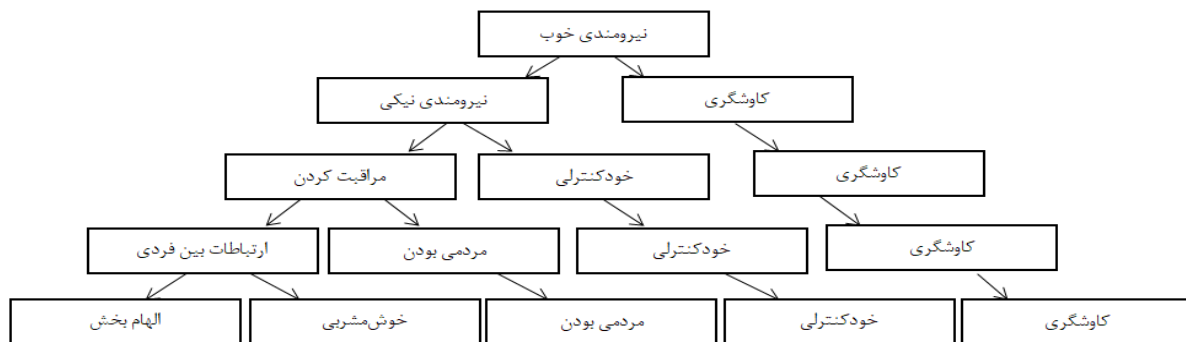 نیرومندی خوب
کاوشگری
نیرومندی نیکی
کاوشگری
خودکنترلی
مراقبت کردن
کاوشگری
خودکنترلی
مردمی بودن
ارتباطات بین فردی
کاوشگری
خودکنترلی
مردمی بودن
خوش‌مشربی
الهام بخش